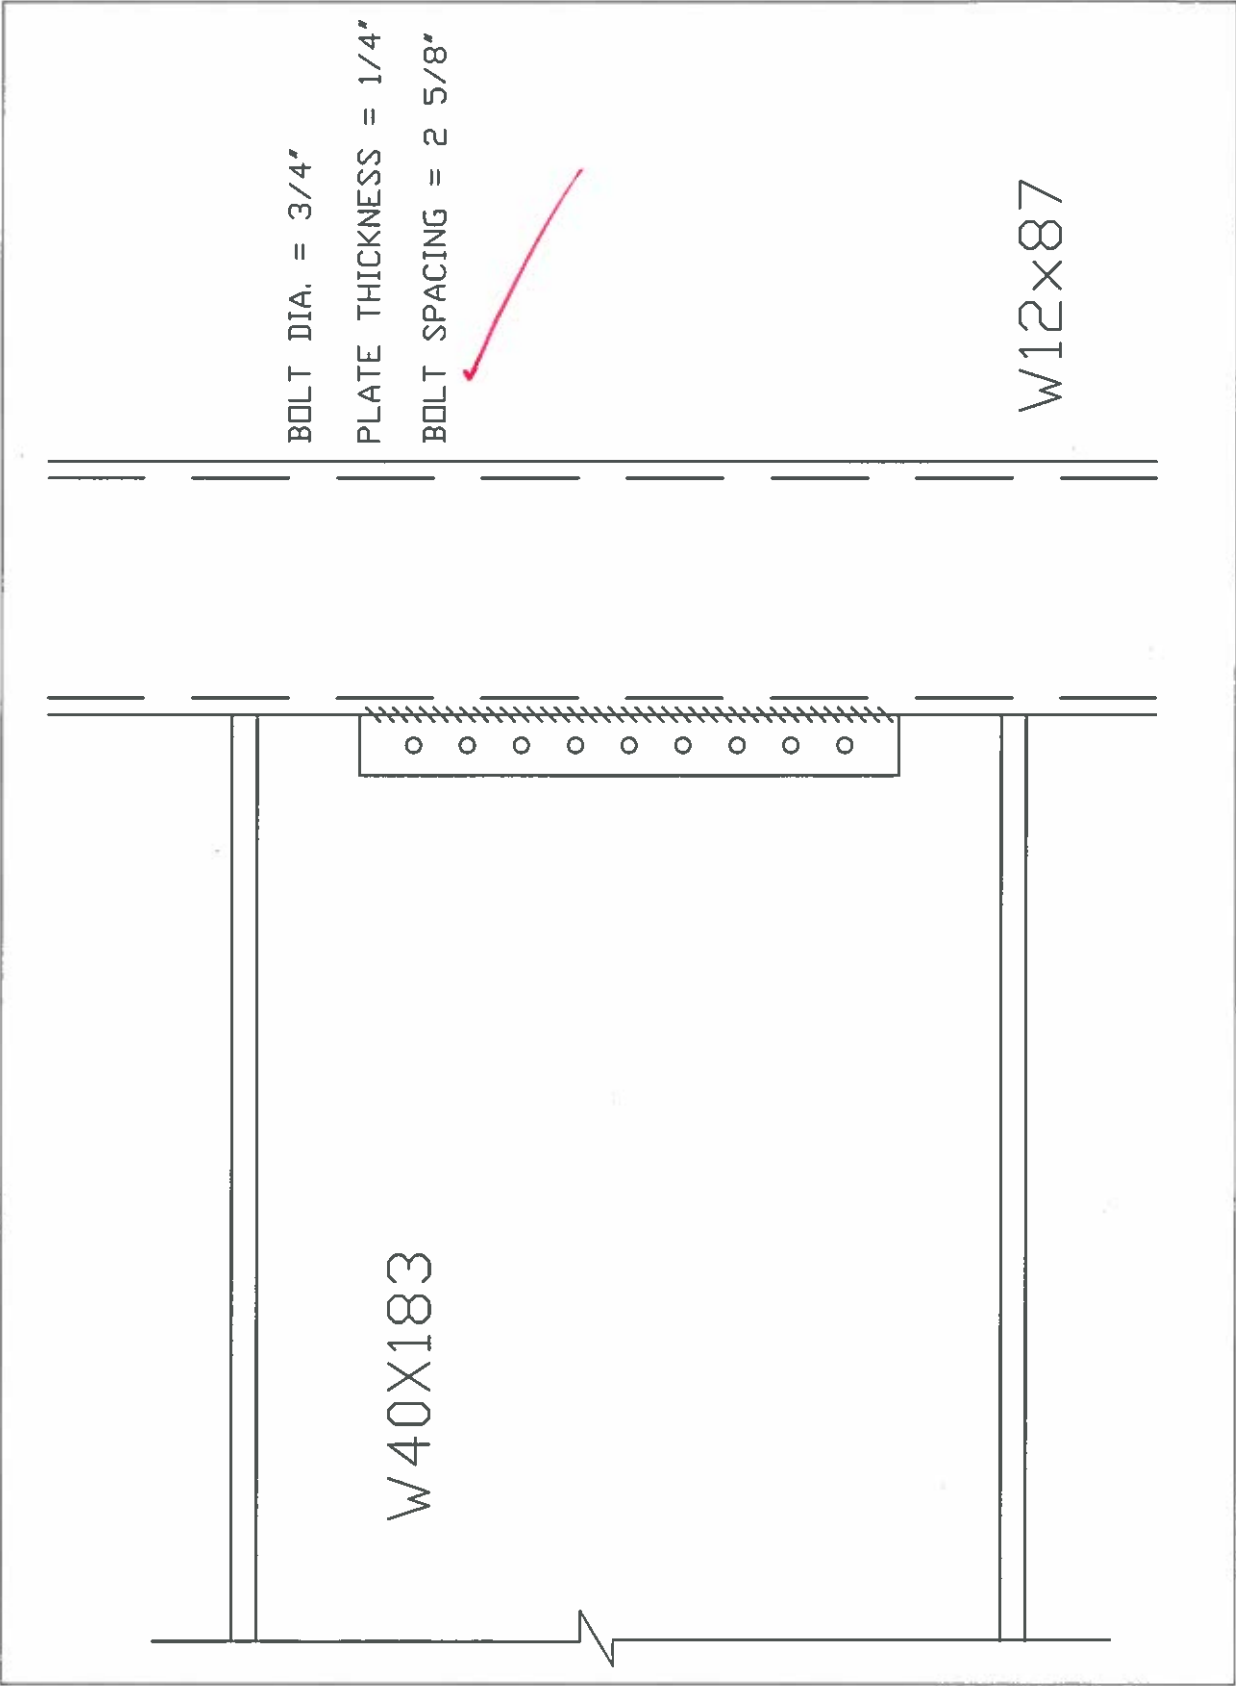 BOLT DIA. = 3/4"
PLATE THICKNESS = 1/4"
BOLT SPACING = 2 5/8"
W12x87
W40X183